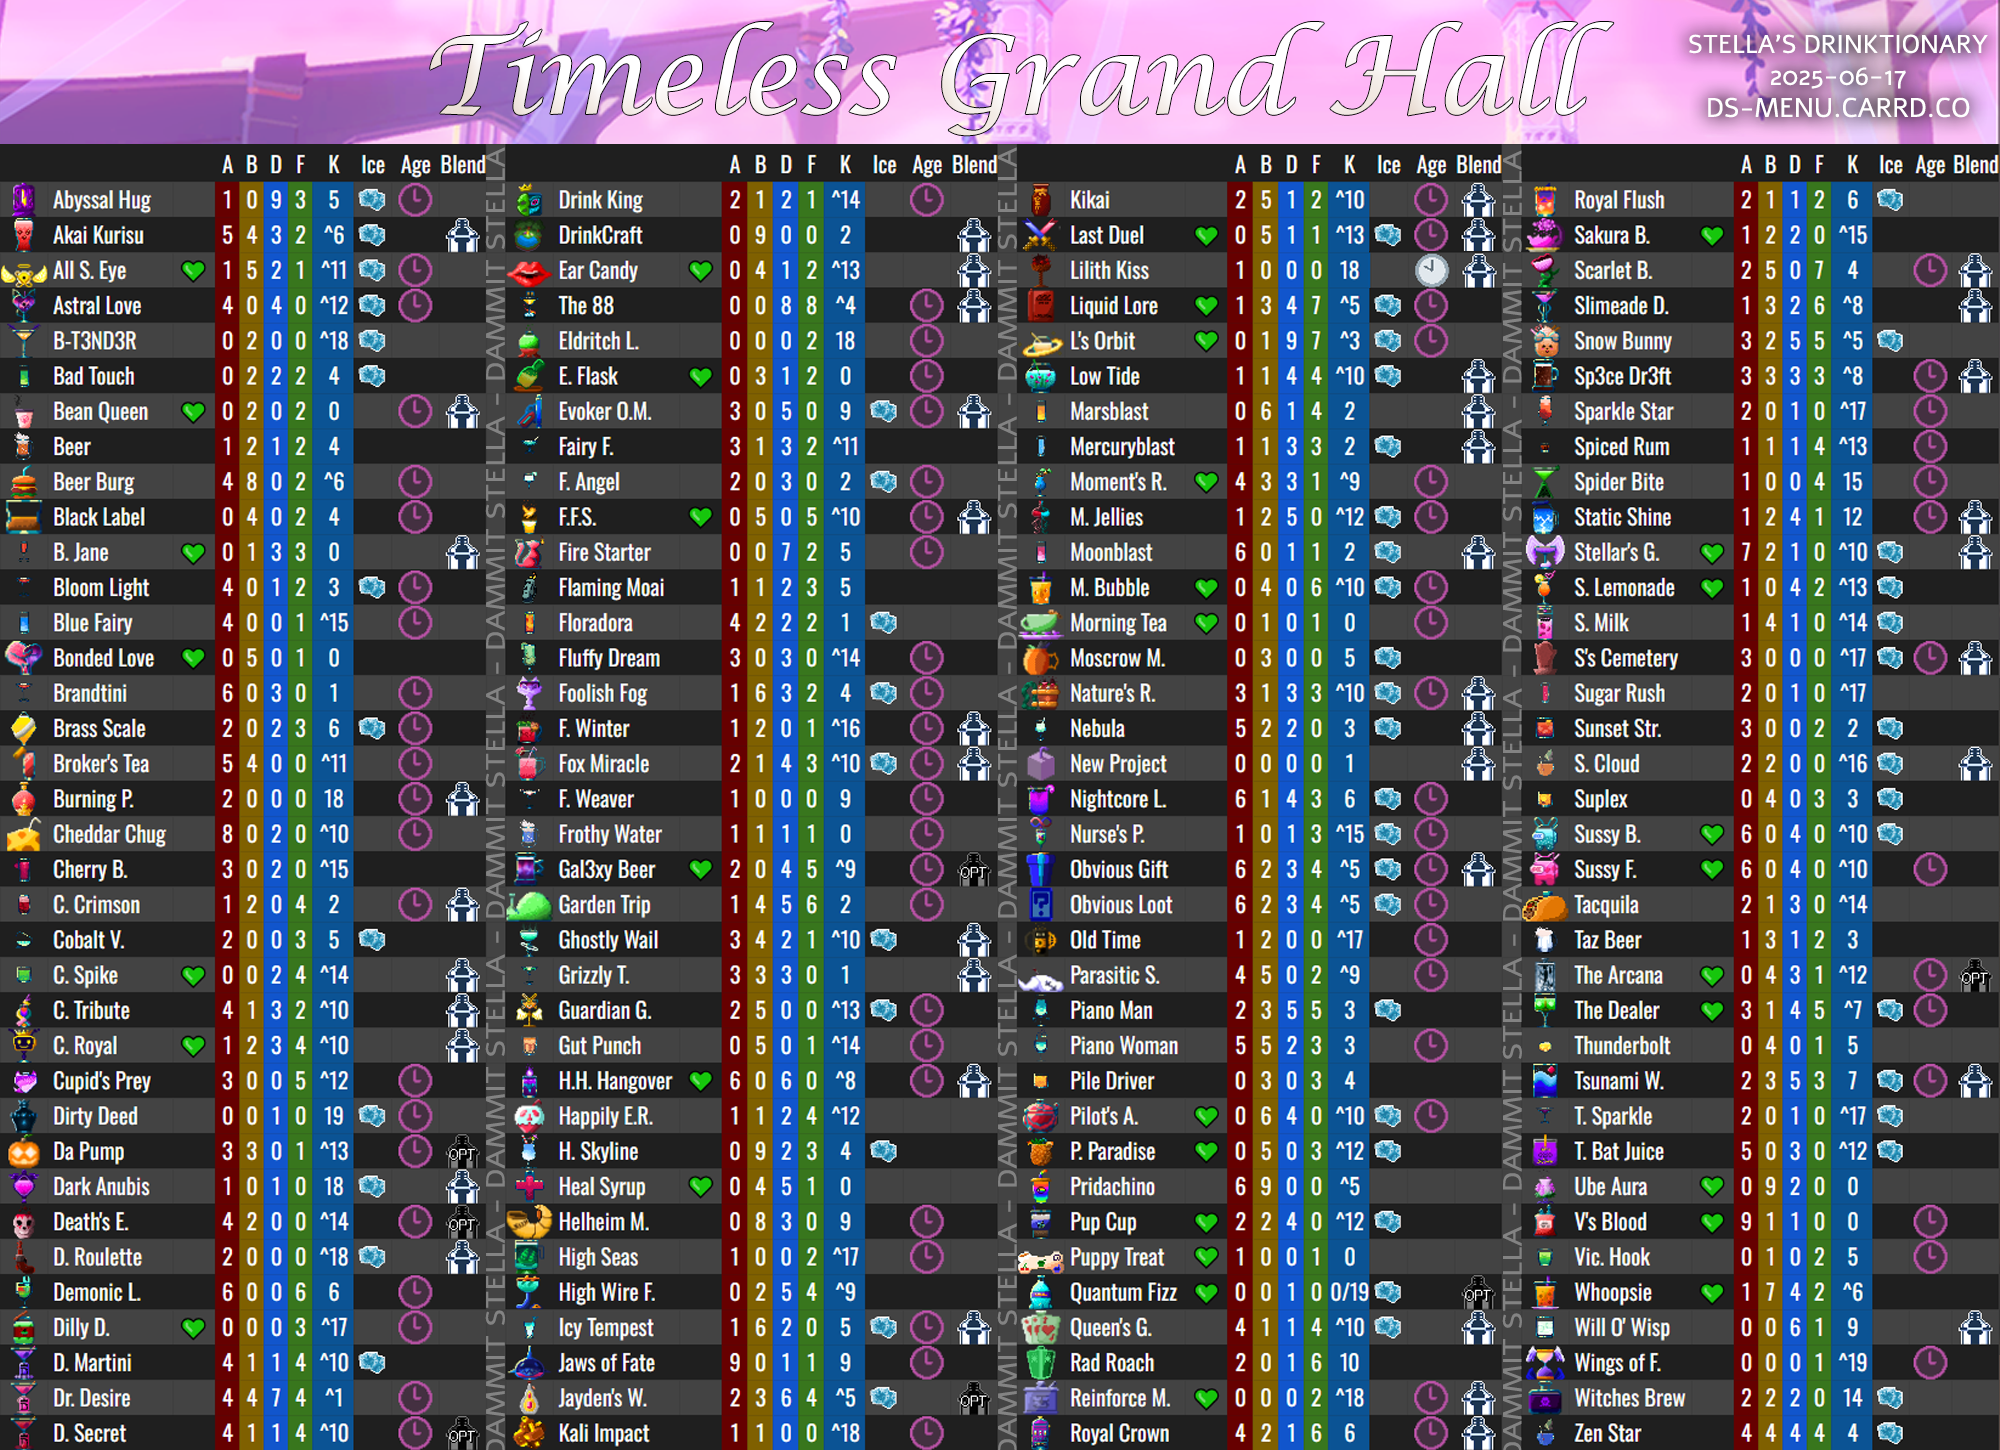 Timeless Grand Hall
STELLA'S DRINKTIONARY
2025-06-17
DS-MENU.CARRD.CO
A B D F K Ice Age Blend
Abyssal Hug 1 0 9 3 5
Akai Kurisu 5 4 3 2 ^6
All S. Eye 1 5 2 1 ^11
Astral Love 4 0 4 0 ^12
B-T3ND3R 0 2 0 0 ^18
Bad Touch 0 2 2 2 4
Bean Queen 0 2 0 2 0
Beer 1 2 1 2 4
Beer Burg 4 8 0 2 ^6
Black Label 0 4 0 2 4
B. Jane 0 1 3 3 0
Bloom Light 4 0 1 2 3
Blue Fairy 4 0 0 1 ^15
Bonded Love 0 5 0 1 0
Brandtini 6 0 3 0 1
Brass Scale 2 0 2 3 6
Broker's Tea 5 4 0 0 ^11
Burning P. 2 0 0 0 18
Cheddar Chug 8 0 2 0 ^10
Cherry B. 3 0 2 0 ^15
C. Crimson 1 2 0 4 2
Cobalt V. 2 0 0 3 5
C. Spike 0 0 2 4 ^14
C. Tribute 4 1 3 2 ^10
C. Royal 1 2 3 4 ^10
Cupid's Prey 3 0 0 5 ^12
Dirty Deed 0 0 1 0 19
Da Pump 3 3 0 1 ^13 OPT
Dark Anubis 1 0 1 0 18
Death's E. 4 2 0 0 ^14 OPT
D. Roulette 2 0 0 0 ^18
Demonic L. 6 0 0 6 6
Dilly D. 0 0 0 3 ^17
D. Martini 4 1 1 4 ^10
Dr. Desire 4 4 7 4 ^1
D. Secret 4 1 1 4 ^10 OPT
DAMMIT STELLA - DAMMIT STELLA - DAMMIT STELLA - DAMMIT STELLA
A B D F K Ice Age Blend
Drink King 2 1 2 1 ^14
DrinkCraft 0 9 0 0 2
Ear Candy 0 4 1 2 ^13
The 88 0 0 8 8 ^4
Eldritch L. 0 0 0 2 18
E. Flask 0 3 1 2 0
Evoker O.M. 3 0 5 0 9
Fairy F. 3 1 3 2 ^11
F. Angel 2 0 3 0 2
F.F.S. 0 5 0 5 ^10
Fire Starter 0 0 7 2 5
Flaming Moai 1 1 2 3 5
Floradora 4 2 2 2 1
Fluffy Dream 3 0 3 0 ^14
Foolish Fog 1 6 3 2 4
F. Winter 1 2 0 1 ^16
Fox Miracle 2 1 4 3 ^10
F. Weaver 1 0 0 0 9
Frothy Water 1 1 1 1 0
Gal3xy Beer 2 0 4 5 ^9 OPT
Garden Trip 1 4 5 6 2
Ghostly Wail 3 4 2 1 ^10
Grizzly T. 3 3 3 0 1
Guardian G. 2 5 0 0 ^13
Gut Punch 0 5 0 1 ^14
H.H. Hangover 6 0 6 0 ^8
Happily E.R. 1 1 2 4 ^12
H. Skyline 0 9 2 3 4
Heal Syrup 0 4 5 1 0
Helheim M. 0 8 3 0 9
High Seas 1 0 0 2 ^17
High Wire F. 0 2 5 4 ^9
Icy Tempest 1 6 2 0 5
Jaws of Fate 9 0 1 1 9
Jayden's W. 2 3 6 4 ^5 OPT
Kali Impact 1 1 0 0 ^18
DAMMIT STELLA - DAMMIT STELLA - DAMMIT STELLA - DAMMIT STELLA
A B D F K Ice Age Blend
Kikai 2 5 1 2 ^10
Last Duel 0 5 1 1 ^13
Lilith Kiss 1 0 0 0 18
Liquid Lore 1 3 4 7 ^5
L's Orbit 0 1 9 7 ^3
Low Tide 1 1 4 4 ^10
Marsblast 0 6 1 4 2
Mercuryblast 1 1 3 3 2
Moment's R. 4 3 3 1 ^9
M. Jellies 1 2 5 0 ^12
Moonblast 6 0 1 1 2
M. Bubble 0 4 0 6 ^10
Morning Tea 0 1 0 1 0
Moscrow M. 0 3 0 0 5
Nature's R. 3 1 3 3 ^10
Nebula 5 2 2 0 3
New Project 0 0 0 0 1
Nightcore L. 6 1 4 3 6
Nurse's P. 1 0 1 3 ^15
Obvious Gift 6 2 3 4 ^5
Obvious Loot 6 2 3 4 ^5
Old Time 1 2 0 0 ^17
Parasitic S. 4 5 0 2 ^9
Piano Man 2 3 5 5 3
Piano Woman 5 5 2 3 3
Pile Driver 0 3 0 3 4
Pilot's A. 0 6 4 0 ^10
P. Paradise 0 5 0 3 ^12
Pridachino 6 9 0 0 ^5
Pup Cup 2 2 4 0 ^12
Puppy Treat 1 0 0 1 0
Quantum Fizz 0 0 1 0 0/19 OPT
Queen's G. 4 1 1 4 ^10
Rad Roach 2 0 1 6 10
Reinforce M. 0 0 0 2 ^18
Royal Crown 4 2 1 6 6
DAMMIT STELLA - DAMMIT STELLA - DAMMIT STELLA - DAMMIT STELLA
A B D F K Ice Age Blend
Royal Flush 2 1 1 2 6
Sakura B. 1 2 2 0 ^15
Scarlet B. 2 5 0 7 4
Slimeade D. 1 3 2 6 ^8
Snow Bunny 3 2 5 5 ^5
Sp3ce Dr3ft 3 3 3 3 ^8
Sparkle Star 2 0 1 0 ^17
Spiced Rum 1 1 1 4 ^13
Spider Bite 1 0 0 4 15
Static Shine 1 2 4 1 12
Stellar's G. 7 2 1 0 ^10
S. Lemonade 1 0 4 2 ^13
S. Milk 1 4 1 0 ^14
S's Cemetery 3 0 0 0 ^17
Sugar Rush 2 0 1 0 ^17
Sunset Str. 3 0 0 2 2
S. Cloud 2 2 0 0 ^16
Suplex 0 4 0 3 3
Sussy B. 6 0 4 0 ^10
Sussy F. 6 0 4 0 ^10
Tacquila 2 1 3 0 ^14
Taz Beer 1 3 1 2 3
The Arcana 0 4 3 1 ^12 OPT
The Dealer 3 1 4 5 ^7
Thunderbolt 0 4 0 1 5
Tsunami W. 2 3 5 3 7
T. Sparkle 2 0 1 0 ^17
T. Bat Juice 5 0 3 0 ^12
Ube Aura 0 9 2 0 0
V's Blood 9 1 1 0 0
Vic. Hook 0 1 0 2 5
Whoopsie 1 7 4 2 ^6
Will O' Wisp 0 0 6 1 9
Wings of F. 0 0 0 1 ^19
Witches Brew 2 2 2 0 14
Zen Star 4 4 4 4 4